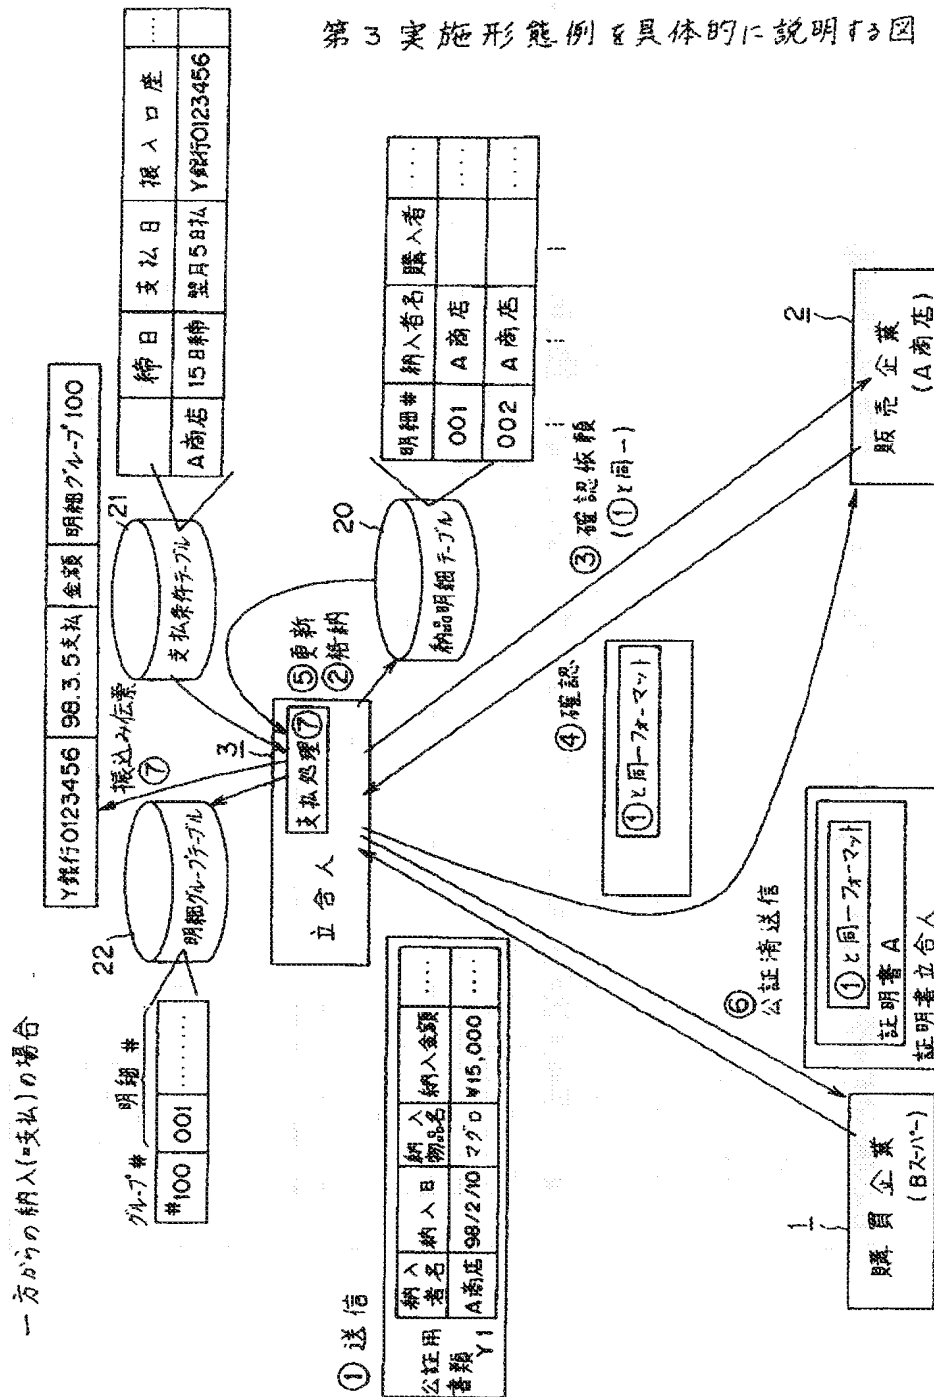 第3実施形態例を具体的に説明する図
一方からの納入(=支払)の場合
Y銀行0123456 98.3.5支払 金額 明細グループ100
振込み伝票
⑦
22
明細グループテーブル
グループ# 明細#
#100 001 ………
21
支払条件テーブル
締日 支払日 振入口座 …
A商店 15日締 翌月5日払 Y銀行0123456
3
立合人
支払処理⑦
⑤更新
②格納
20
納品明細テーブル
明細# 納入者名 購入者 ‥‥
001 A商店 ‥‥
002 A商店 ‥‥
①送信
公証用
書類
Y1
納入者名 納入日 納入物品名 納入金額 ‥‥
A商店 98/2/10 マグロ ¥15,000 ‥‥
③確認依頼
(①と同一)
④確認
①と同一フォーマット
⑥
公証済送信
①と同一フォーマット
証明書A
証明書立合人
1
購買企業
(Bスーパー)
2
販売企業
(A商店)